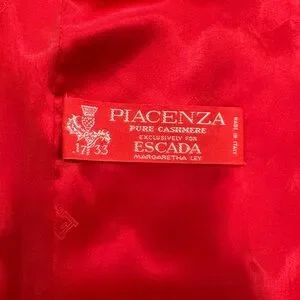 PIACENZA
PURE CASHMERE
EXCLUSIVELY FOR
ESCADA
MARGARETHA LEY
1733
MADE IN ITALY